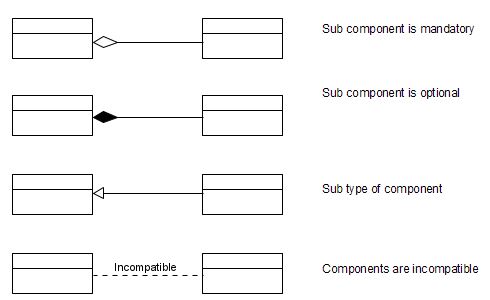 Sub component is mandatory
Sub component is optional
Sub type of component
Incompatible
Components are incompatible